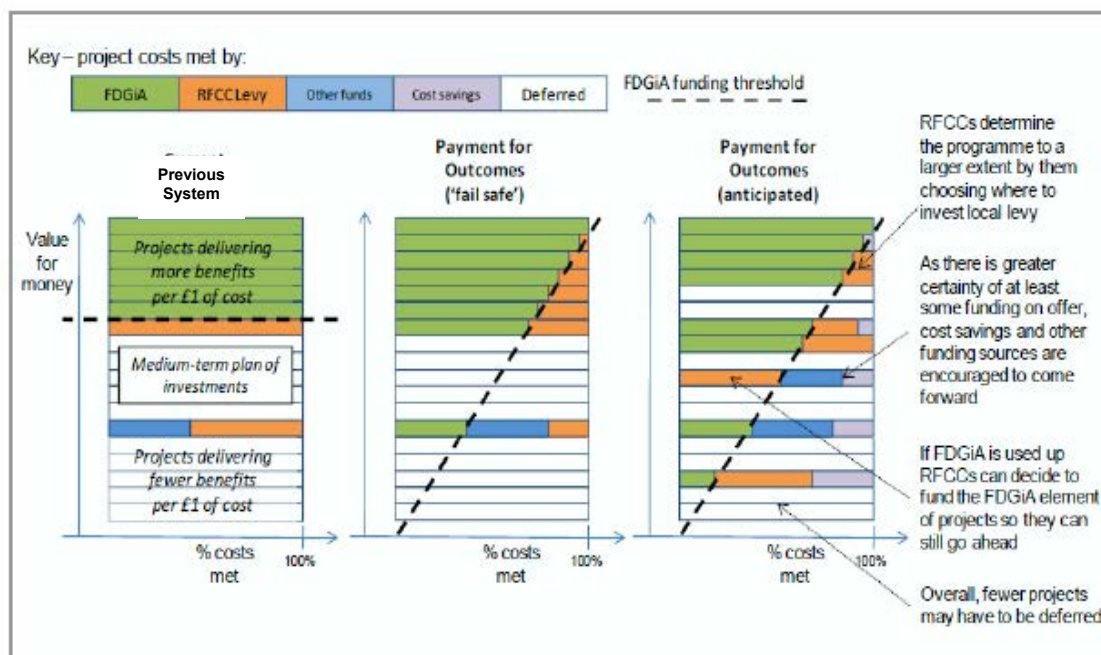 Key – project costs met by:
FDGiA
RFCC Levy
Other funds
Cost savings
Deferred
FDGiA funding threshold
Previous
System
Payment for
Outcomes
('fail safe')
Payment for
Outcomes
(anticipated)
Value
for
money
Projects delivering
more benefits
per £1 of cost
Medium-term plan of
investments
Projects delivering
fewer benefits
per £1 of cost
% costs
met
100%
% costs
met
100%
% costs
met
100%
RFCCs determine
the programme to a
larger extent by them
choosing where to
invest local levy
As there is greater
certainty of at least
some funding on offer,
cost savings and other
funding sources are
encouraged to come
forward
If FDGiA is used up
RFCCs can decide to
fund the FDGiA element
of projects so they can
still go ahead
Overall, fewer projects
may have to be deferred